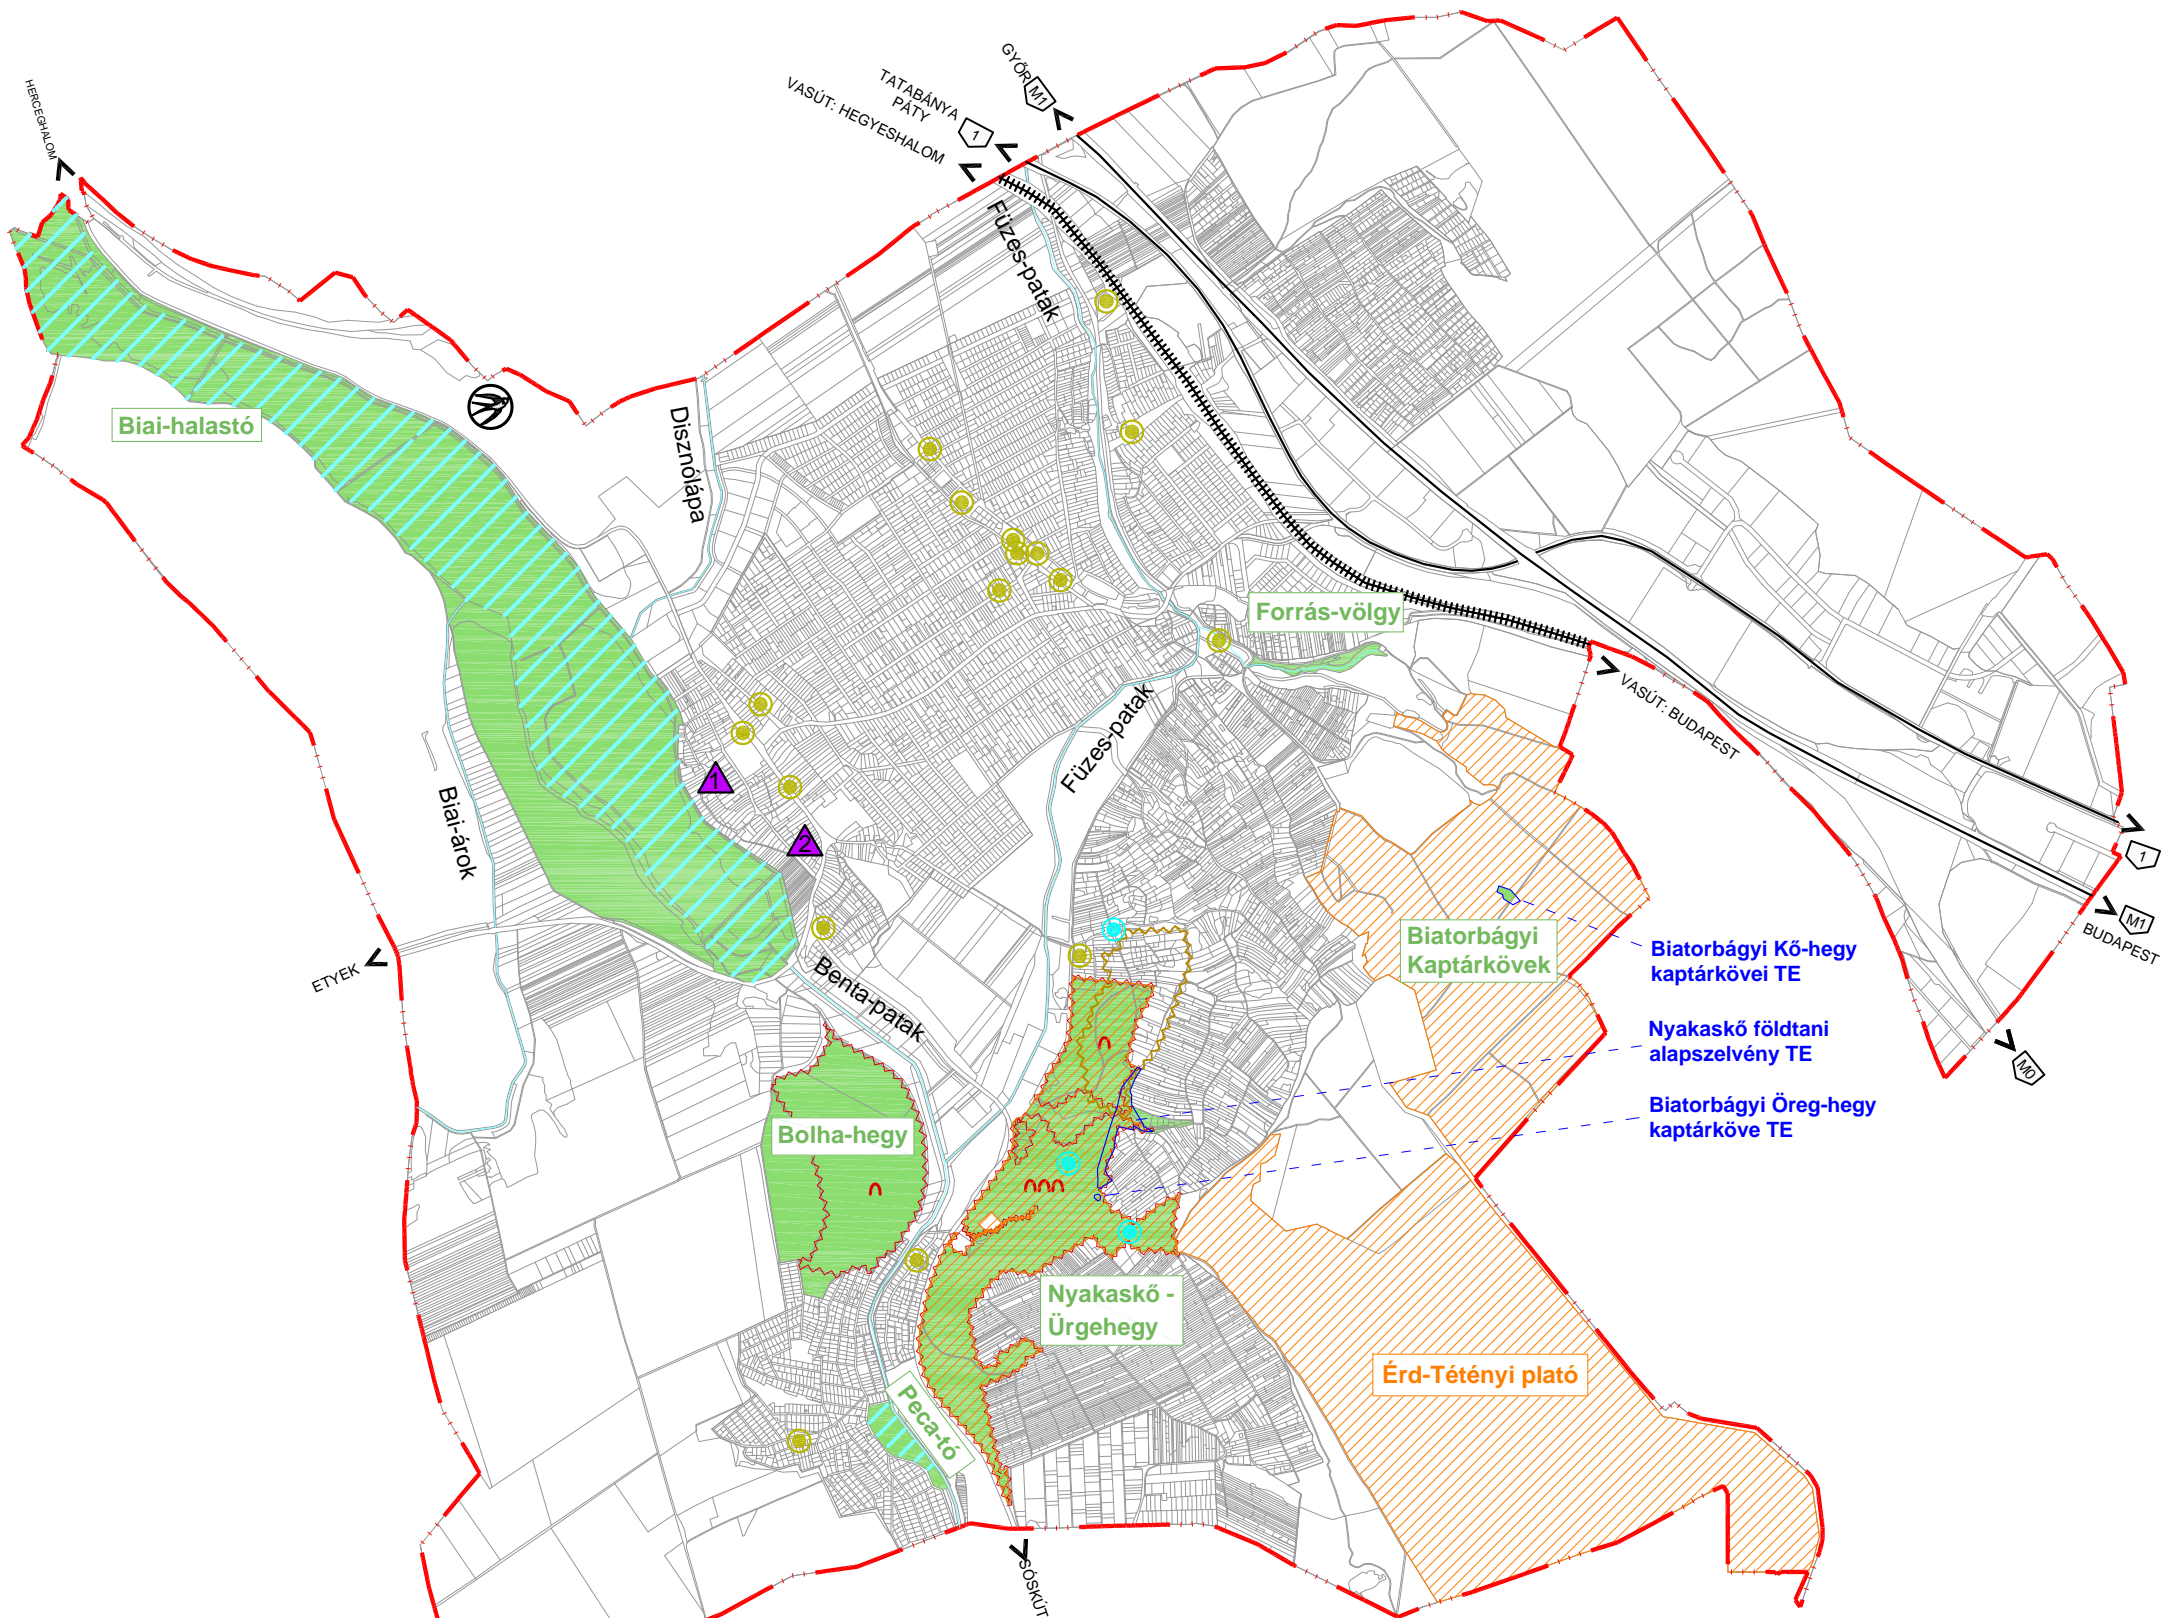 HERCEGHALOM
GYŐR
M1
TATABÁNYA
PÁTY
1
VASÚT: HEGYESHALOM
Füzes-patak
Biai-halastó
Disznólápa
Forrás-völgy
VASÚT: BUDAPEST
Füzes-patak
1
2
Biai-árok
1
M1
BUDAPEST
M0
ETYEK
Benta-patak
Biatorbágyi
Kaptárkövek
Biatorbágyi Kő-hegy
kaptárkövei TE
Nyakaskő földtani
alapszelvény TE
Biatorbágyi Öreg-hegy
kaptárköve TE
Bolha-hegy
Nyakaskő -
Ürgehegy
Érd-Tétényi plató
Peca-tó
SÓSKÚT